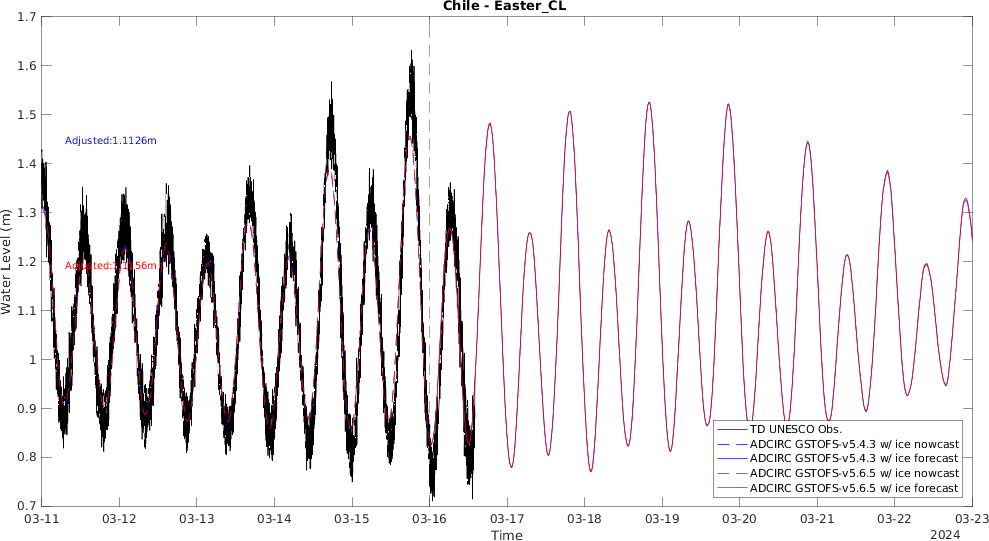 Chile - Easter_CL
1.7
1.6
1.5
1.4
1.3
1.2
1.1
1
0.9
0.8
0.7
Water Level (m)
Adjusted:1.1126m
TD UNESCO Obs.
ADCIRC GSTOFS-v5.4.3 w/ ice nowcast
ADCIRC GSTOFS-v5.4.3 w/ ice forecast
ADCIRC GSTOFS-v5.6.5 w/ ice nowcast
ADCIRC GSTOFS-v5.6.5 w/ ice forecast
03-11 03-12 03-13 03-14 03-15 03-16 03-17 03-18 03-19 03-20 03-21 03-22 03-23
Time
2024